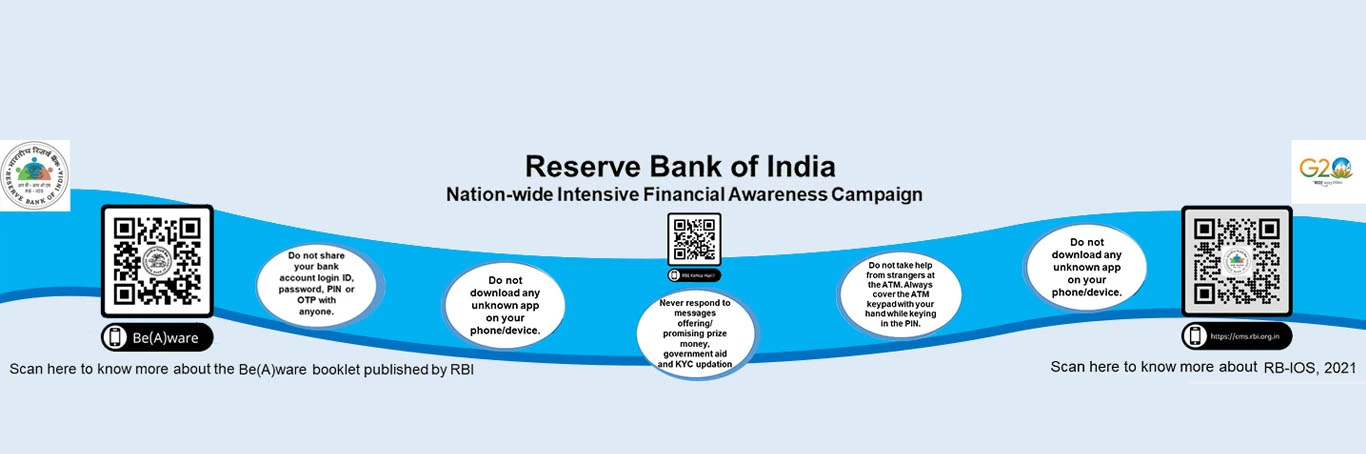 Reserve Bank of India
Nation-wide Intensive Financial Awareness Campaign
भारतीय रिज़र्व बैंक
RB - IOS
RESERVE BANK OF INDIA
G20
Be(A)ware
Scan here to know more about the Be(A)ware booklet published by RBI
Do not share
your bank
account login ID,
password, PIN or
OTP with
anyone.
Do not
download any
unknown app
on your
phone/device.
RBI Kehta Hai
Never respond to
messages
offering/
promising prize
money,
government aid
and KYC updation
Do not take help
from strangers at
the ATM. Always
cover the ATM
keypad with your
hand while keying
in the PIN.
Do not
download any
unknown app
on your
phone/device.
https://cms.rbi.org.in
Scan here to know more about RB-IOS, 2021